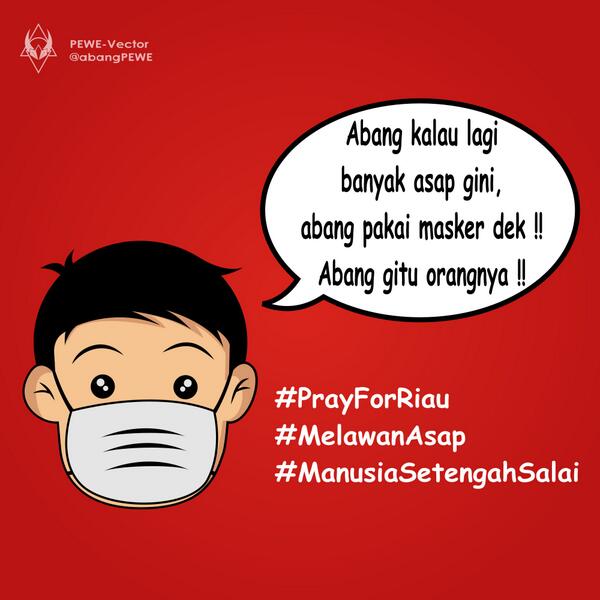 PEWE-Vector
@abangPEWE
Abang kalau lagi
banyak asap gini,
abang pakai masker dek !!
Abang gitu orangnya !!
#PrayForRiau
#MelawanAsap
#ManusiaSetengahSalai